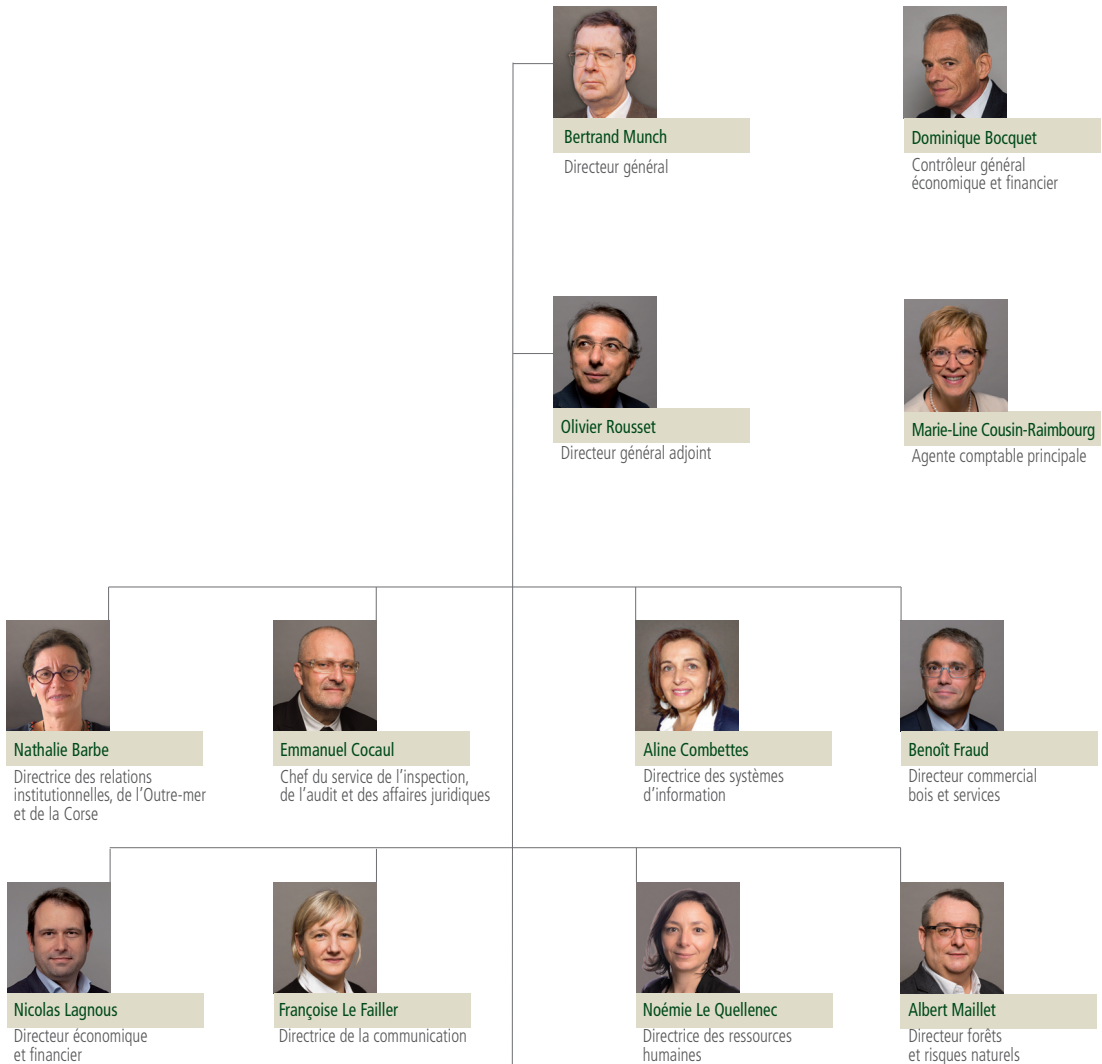 Bertrand Munch
Directeur général
Dominique Bocquet
Contrôleur général
économique et financier
Olivier Rousset
Directeur général adjoint
Marie-Line Cousin-Raimbourg
Agente comptable principale
Nathalie Barbe
Directrice des relations
institutionnelles, de l'Outre-mer
et de la Corse
Emmanuel Cocaul
Chef du service de l'inspection,
de l'audit et des affaires juridiques
Aline Combettes
Directrice des systèmes
d'information
Benoît Fraud
Directeur commercial
bois et services
Nicolas Lagnous
Directeur économique
et financier
Françoise Le Failler
Directrice de la communication
Noémie Le Quellenec
Directrice des ressources
humaines
Albert Maillet
Directeur forêts
et risques naturels